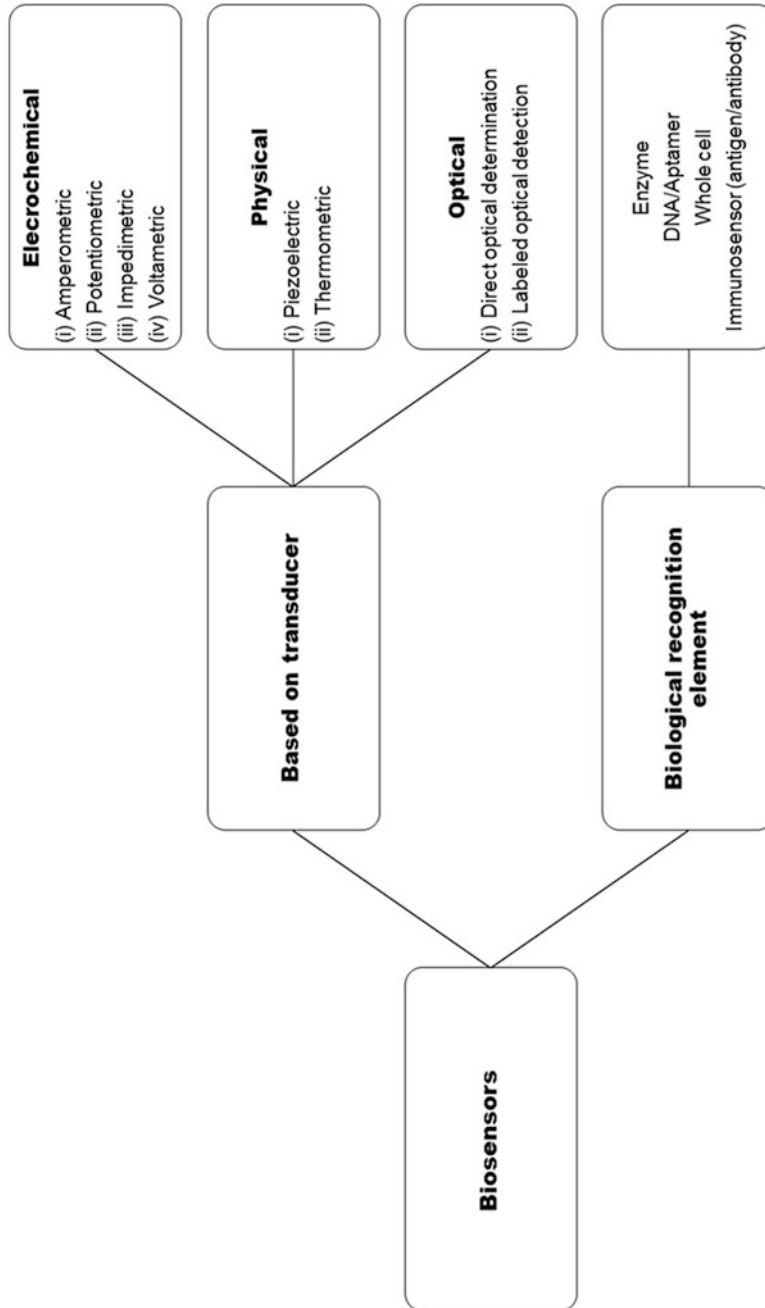 Biosensors
Based on transducer
Biological recognition
element
Elecrochemical
(i) Amperometric
(ii) Potentiometric
(iii) Impedimetric
(iv) Voltametric
Physical
(i) Piezoelectric
(ii) Thermometric
Optical
(i) Direct optical determination
(ii) Labeled optical detection
Enzyme
DNA/Aptamer
Whole cell
Immunosensor (antigen/antibody)